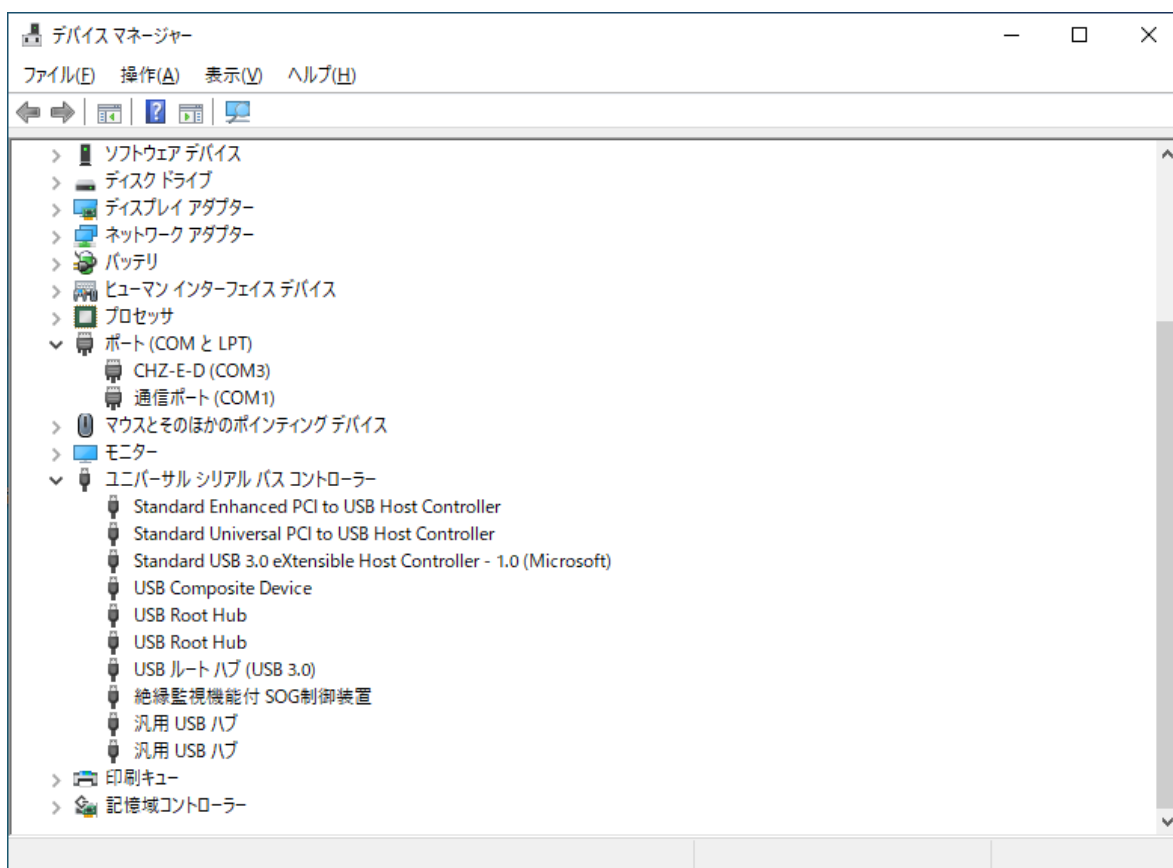 デバイス マネージャー
ファイル(F) 操作(A) 表示(V) ヘルプ(H)
ソフトウェア デバイス
ディスク ドライブ
ディスプレイ アダプター
ネットワーク アダプター
バッテリ
ヒューマン インターフェイス デバイス
プロセッサ
ポート (COM と LPT)
CHZ-E-D (COM3)
通信ポート (COM1)
マウスとそのほかのポインティング デバイス
モニター
ユニバーサル シリアル バス コントローラー
Standard Enhanced PCI to USB Host Controller
Standard Universal PCI to USB Host Controller
Standard USB 3.0 eXtensible Host Controller - 1.0 (Microsoft)
USB Composite Device
USB Root Hub
USB Root Hub
USB ルート ハブ (USB 3.0)
絶縁監視機能付 SOG制御装置
汎用 USB ハブ
汎用 USB ハブ
印刷キュー
記憶域コントローラー